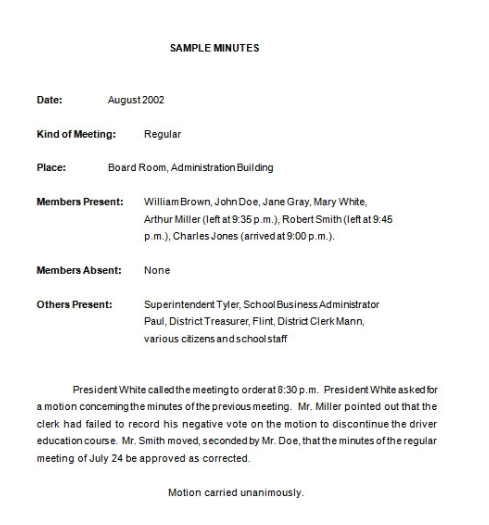 SAMPLE MINUTES
Date: August 2002
Kind of Meeting: Regular
Place: Board Room, Administration Building
Members Present: William Brown, John Doe, Jane Gray, Mary White,
Arthur Miller (left at 9:35 p.m.), Robert Smith (left at 9:45
p.m.), Charles Jones (arrived at 9:00 p.m.).
Members Absent: None
Others Present: Superintendent Tyler, School Business Administrator
Paul, District Treasurer, Flint, District Clerk Mann,
various citizens and school staff
President White called the meeting to order at 8:30 p.m. President White asked for
a motion concerning the minutes of the previous meeting. Mr. Miller pointed out that the
clerk had failed to record his negative vote on the motion to discontinue the driver
education course. Mr. Smith moved, seconded by Mr. Doe, that the minutes of the regular
meeting of July 24 be approved as corrected.
Motion carried unanimously.